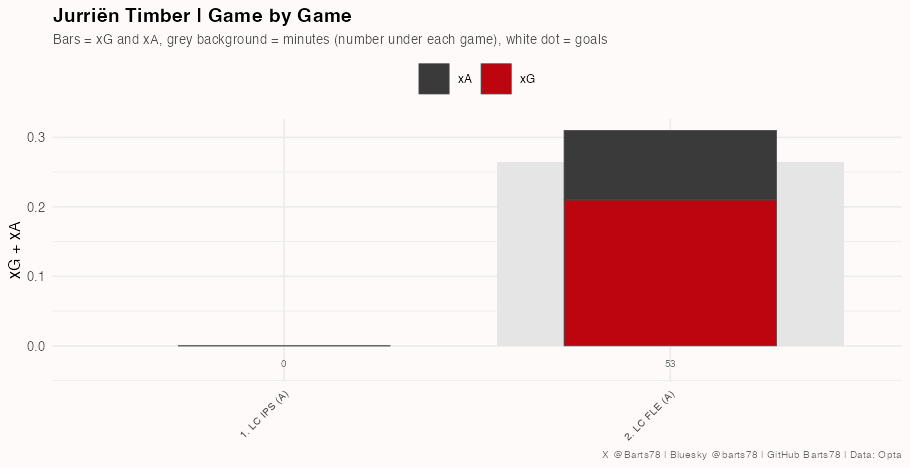 Jurriën Timber | Game by Game
Bars = xG and xA, grey background = minutes (number under each game), white dot = goals
xA xG
xG + xA
0.3
0.2
0.1
0.0
0 53
1. LC IPS (A) 2. LC FLE (A)
X @Barts78 | Bluesky @barts78 | GitHub Barts78 | Data: Opta